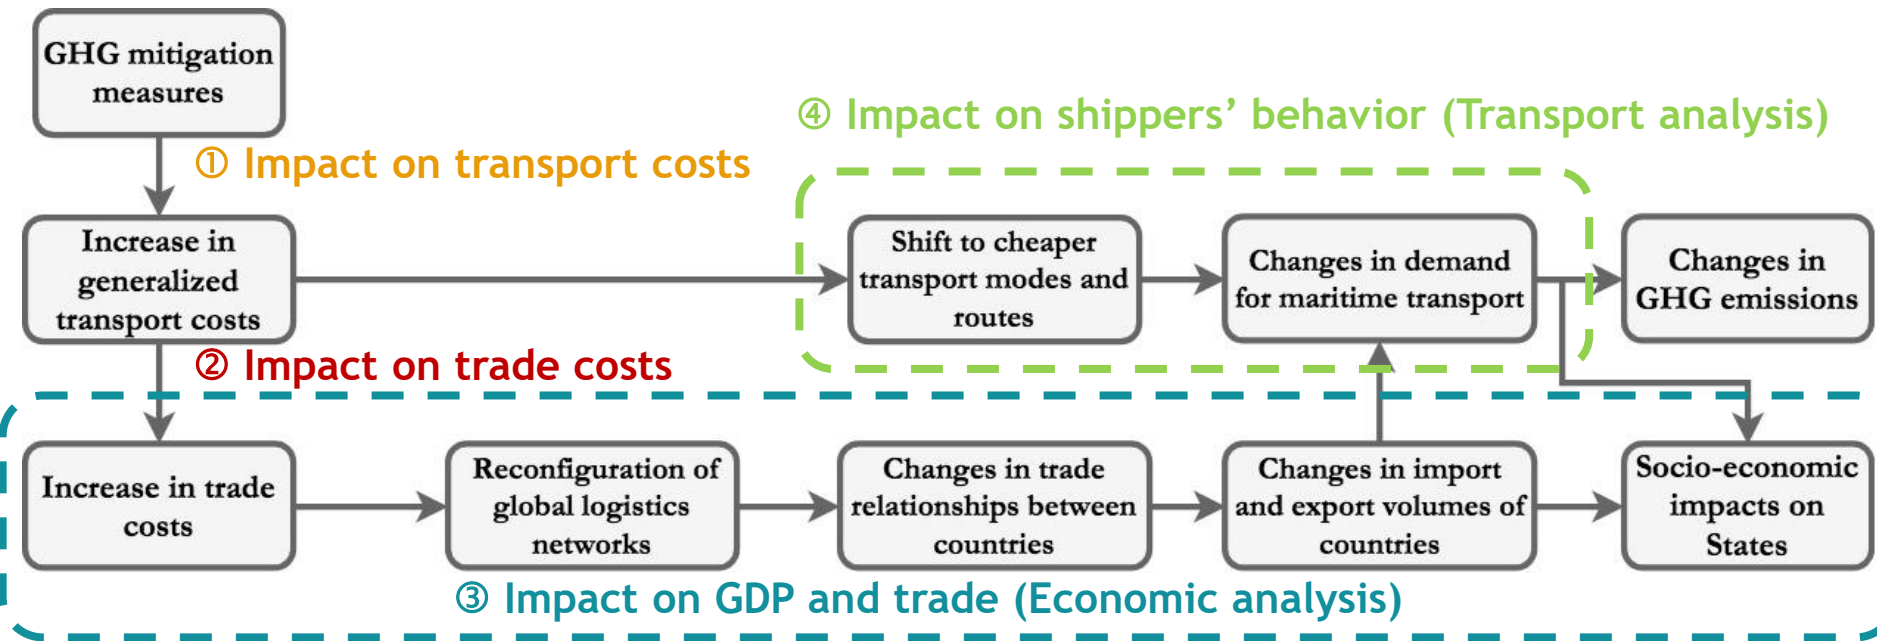 GHG mitigation
measures
④ Impact on shippers’ behavior (Transport analysis)
① Impact on transport costs
Increase in
generalized
transport costs
Shift to cheaper
transport modes and
routes
Changes in demand
for maritime transport
Changes in
GHG emissions
② Impact on trade costs
Increase in trade
costs
Reconfiguration of
global logistics
networks
Changes in trade
relationships between
countries
Changes in import
and export volumes of
countries
Socio-economic
impacts on
States
③ Impact on GDP and trade (Economic analysis)